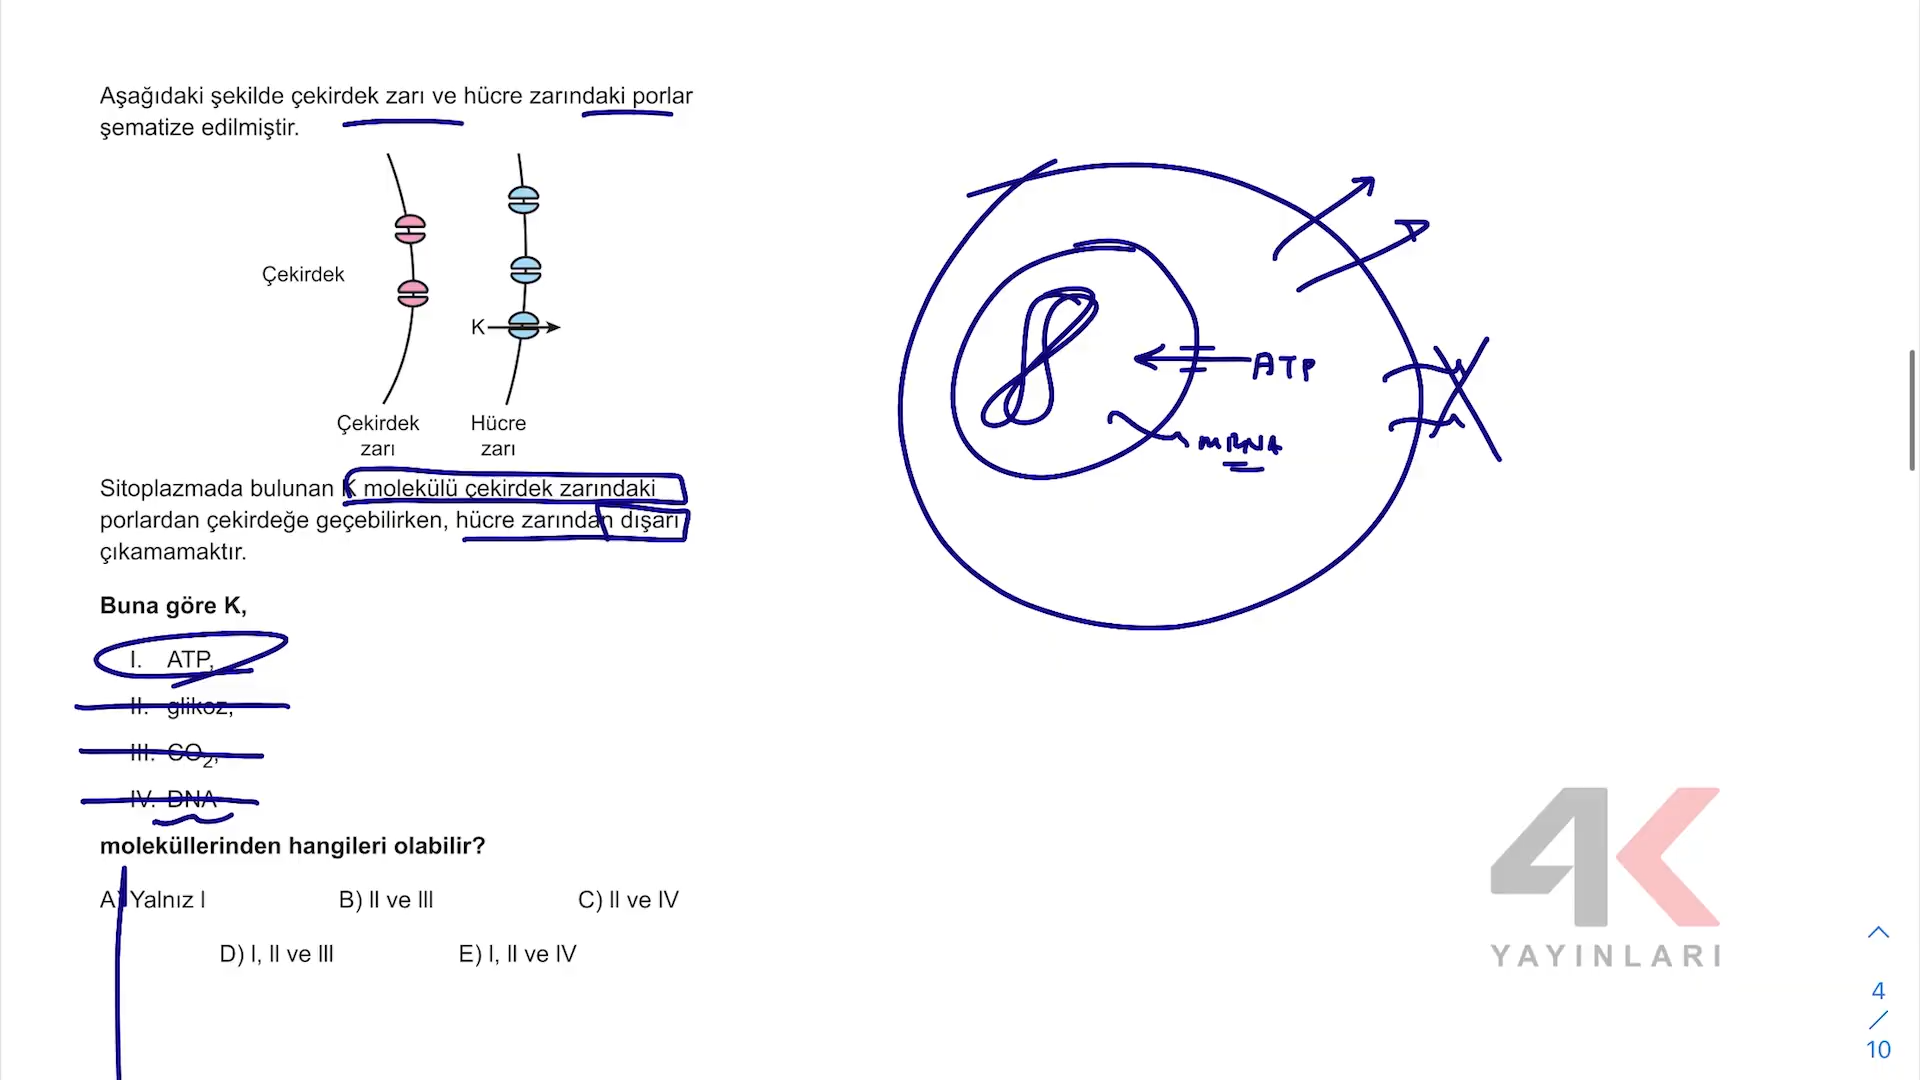 Aşağıdaki şekilde çekirdek zarı ve hücre zarındaki porlar
şematize edilmiştir.
Çekirdek
K
Çekirdek
zarı
Hücre
zarı
Sitoplazmada bulunan K molekülü çekirdek zarındaki
porlardan çekirdeğe geçebilirken, hücre zarından dışarı
çıkamamaktır.
Buna göre K,
I. ATP,
II. glikoz,
III. CO₂,
IV. DNA
moleküllerinden hangileri olabilir?
A) Yalnız I
B) II ve III
C) II ve IV
D) I, II ve III
E) I, II ve IV
ATP
mRNA
4K
YAYINLARI
4
/
10